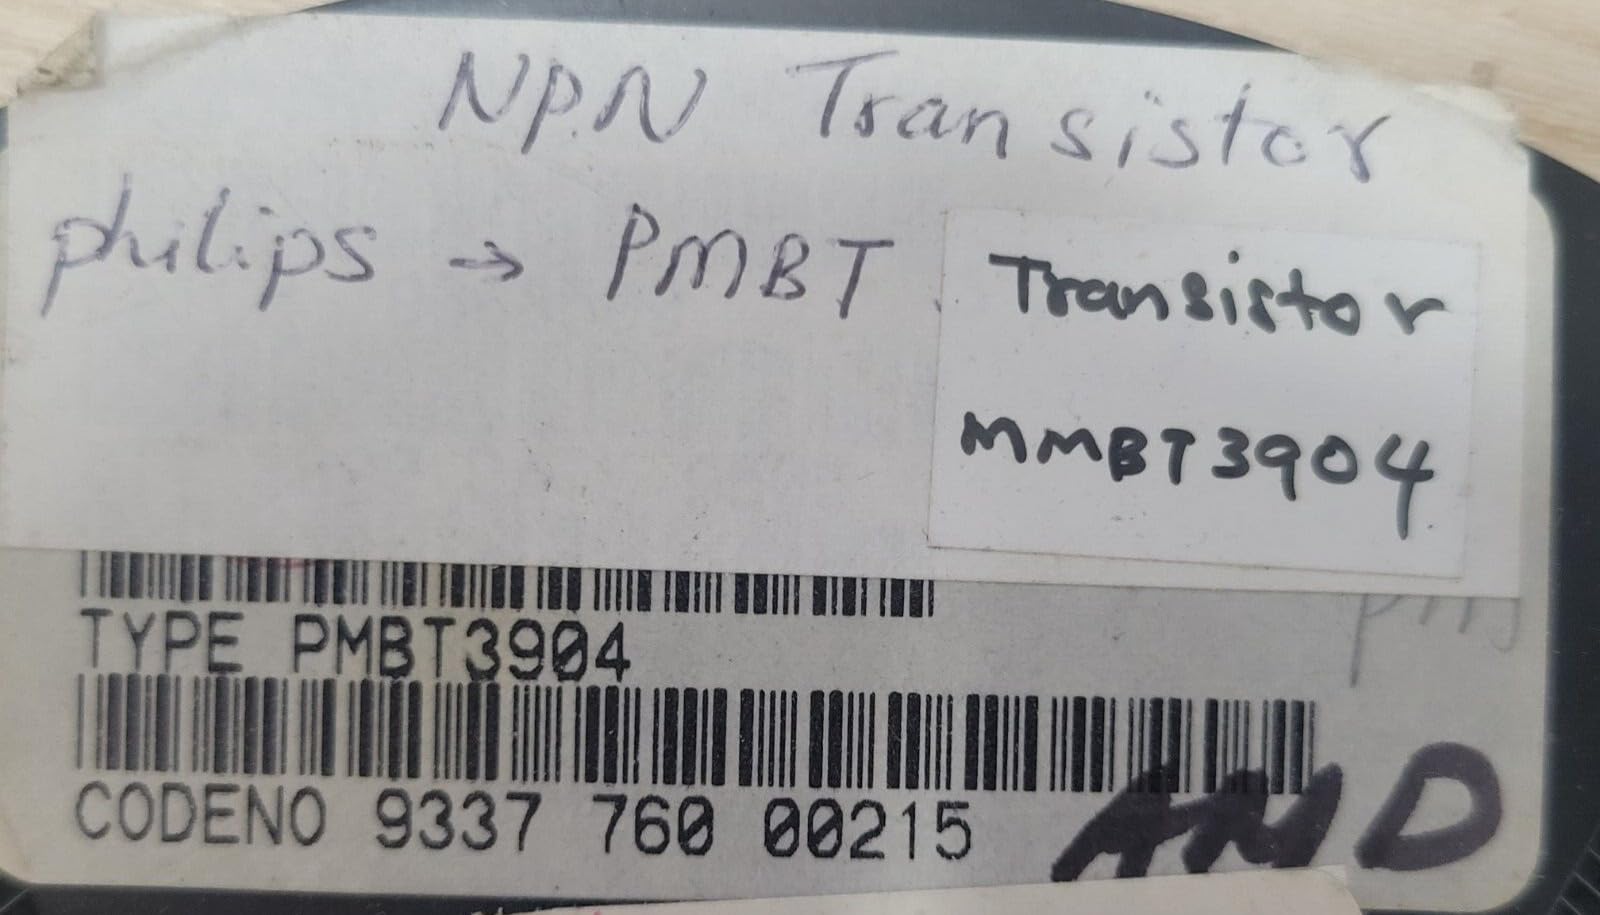 NPN Transistor
philips → PMBT
Transistor
MMBT3904
TYPE PMBT3904
CODENO 9337 760 00215